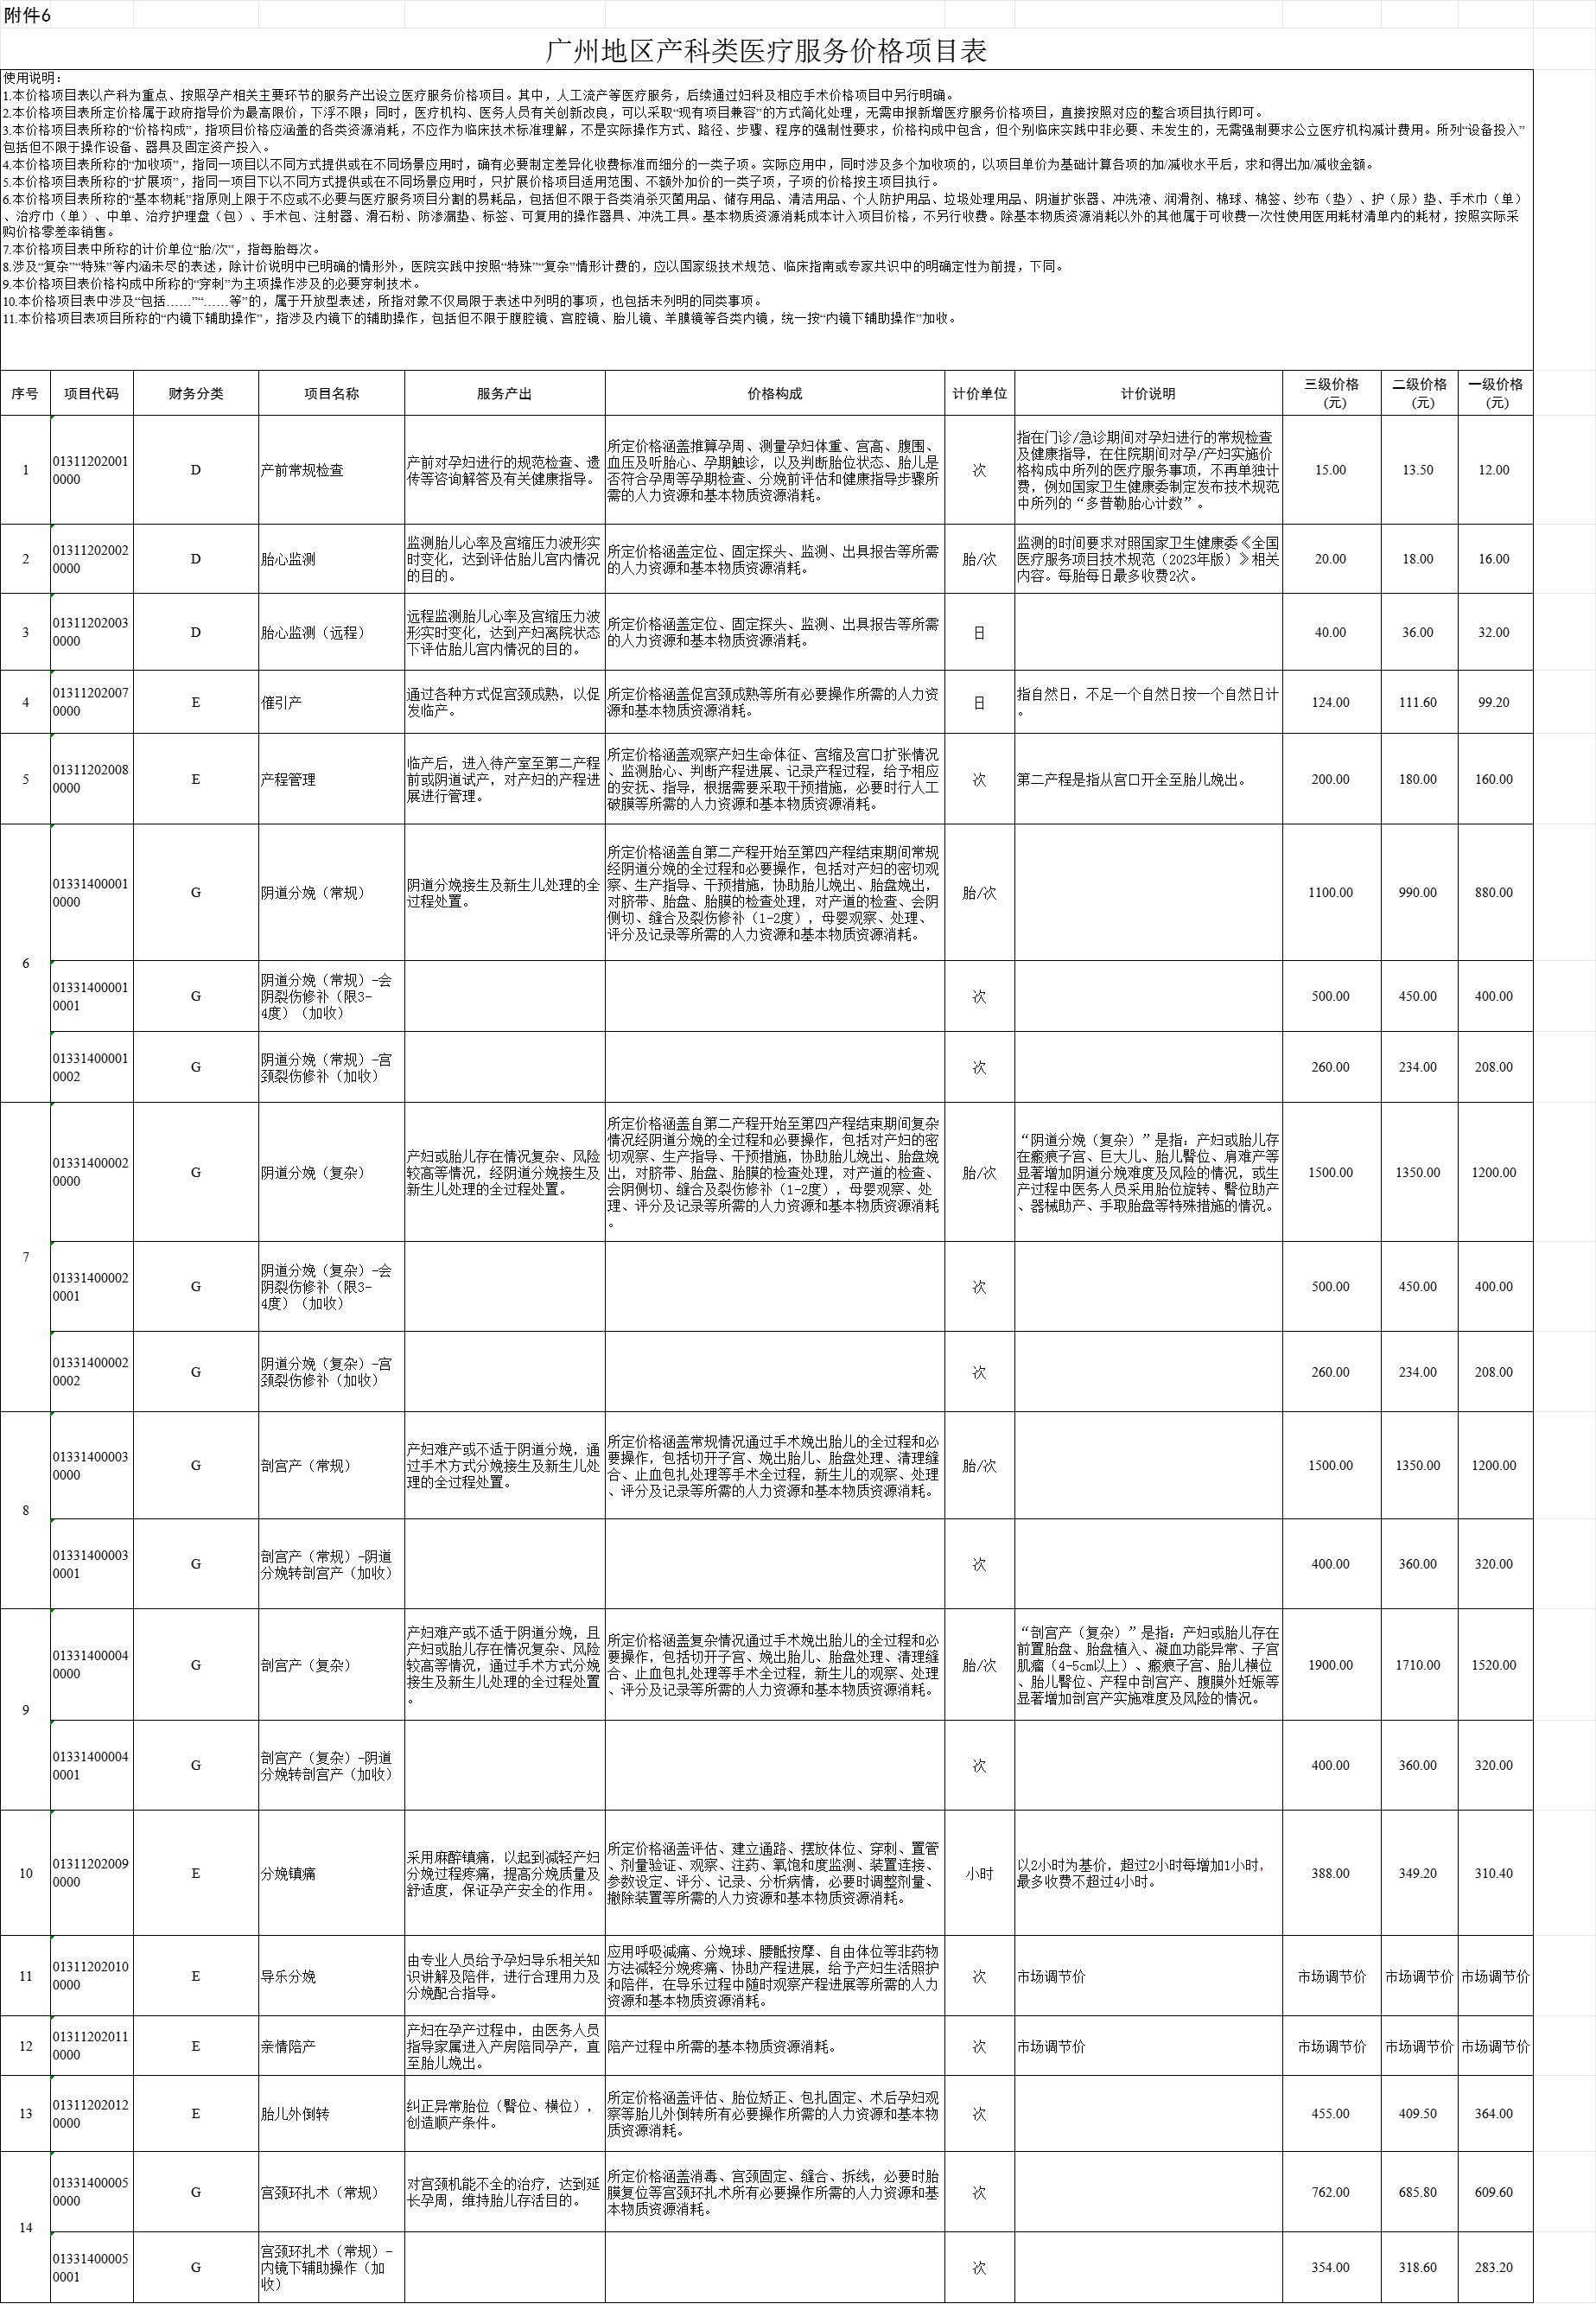 附件6
广州地区产科类医疗服务价格项目表
使用说明：
1.本价格项目表以产科为重点、按照孕产相关主要环节的服务产出设立医疗服务价格项目。其中，人工流产等医疗服务，后续通过妇科及相应手术价格项目中另行明确。
2.本价格项目表所定价格属于政府指导价为最高限价，下浮不限；同时，医疗机构、医务人员有关创新改良，可以采取“现有项目兼容”的方式简化处理，无需申报新增医疗服务价格项目，直接按照对应的整合项目执行即可。
3.本价格项目表所称的“价格构成”，指项目价格应涵盖的各类资源消耗，不应作为临床技术标准理解，不是实际操作方式、路径、步骤、程序的强制性要求，价格构成中包含，但个别临床实践中非必要、未发生的，无需强制要求公立医疗机构减计费用。所列“设备投入”
包括但不限于操作设备、器具及固定资产投入。
4.本价格项目表所称的“加收项”，指同一项目以不同方式提供或在不同场景应用时，确有必要制定差异化收费标准而细分的一类子项。实际应用中，同时涉及多个加收项的，以项目单价为基础计算各项的加/减收水平后，求和得出加/减收金额。
5.本价格项目表所称的“扩展项”，指同一项目下以不同方式提供或在不同场景应用时，只扩展价格项目适用范围、不额外加价的一类子项，子项的价格按主项目执行。
6.本价格项目表所称的“基本物耗”指原则上限于不应或不必要与医疗服务项目分割的易耗品，包括但不限于各类消杀灭菌用品、储存用品、清洁用品、个人防护用品、垃圾处理用品、阴道扩张器、冲洗液、润滑剂、棉球、棉签、纱布（垫）、护（尿）垫、手术巾（单）
、治疗巾（单）、中单、治疗护理盘（包）、手术包、注射器、滑石粉、防渗漏垫、标签、可复用的操作器具、冲洗工具。基本物质资源消耗成本计入项目价格，不另行收费。除基本物质资源消耗以外的其他属于可收费一次性使用医用耗材清单内的耗材，按照实际采
购价格零差率销售。
7.本价格项目表中所称的计价单位“胎/次”，指每胎每次。
8.涉及“复杂”“特殊”等内涵未尽的表述，除计价说明中已明确的情形外，医院实践中按照“特殊”“复杂”情形计费的，应以国家级技术规范、临床指南或专家共识中的明确定性为前提，下同。
9.本价格项目表价格构成中所称的“穿刺”为主项操作涉及的必要穿刺技术。
10.本价格项目表中涉及“包括……”“……等”的，属于开放型表述，所指对象不仅局限于表述中列明的事项，也包括未列明的同类事项。
11.本价格项目表项目所称的“内镜下辅助操作”，指涉及内镜下的辅助操作，包括但不限于腹腔镜、宫腔镜、胎儿镜、羊膜镜等各类内镜，统一按“内镜下辅助操作”加收。
序号 项目代码 财务分类 项目名称 服务产出 价格构成 计价单位 计价说明 三级价格（元） 二级价格（元） 一级价格（元）
1
01311202001
0000
D
产前常规检查
产前对孕妇进行的规范检查、遗
传等咨询解答及有关健康指导。
所定价格涵盖推算孕周、测量孕妇体重、宫高、腹围、
血压及听胎心、孕期触诊，以及判断胎位状态、胎儿是
否符合孕周等孕期检查、分娩前评估和健康指导步骤所
需的人力资源和基本物质资源消耗。
次
指在门诊/急诊期间对孕妇进行的常规检查
及健康指导，在住院期间对孕/产妇实施价
格构成中所列的医疗服务事项，不再单独计
费，例如国家卫生健康委制定发布技术规范
中所列的“多普勒胎心计数”。
15.00 13.50 12.00
2
01311202002
0000
D
胎心监测
监测胎儿心率及宫缩压力波形实
时变化，达到评估胎儿宫内情况
的目的。
所定价格涵盖定位、固定探头、监测、出具报告等所需
的人力资源和基本物质资源消耗。
胎/次
监测的时间要求对照国家卫生健康委《全国
医疗服务项目技术规范（2023年版）》相关
内容。每胎每日最多收费2次。
20.00 18.00 16.00
3
01311202003
0000
D
胎心监测（远程）
远程监测胎儿心率及宫缩压力波
形实时变化，达到产妇离院状态
下评估胎儿宫内情况的目的。
所定价格涵盖定位、固定探头、监测、出具报告等所需
的人力资源和基本物质资源消耗。
日
40.00 36.00 32.00
4
01311202007
0000
E
催引产
通过各种方式促宫颈成熟，以促
发临产。
所定价格涵盖促宫颈成熟等所有必要操作所需的人力资
源和基本物质资源消耗。
日
指自然日，不足一个自然日按一个自然日计
。
124.00 111.60 99.20
5
01311202008
0000
E
产程管理
临产后，进入待产室至第二产程
前或阴道试产，对产妇的产程进
展进行管理。
所定价格涵盖观察产妇生命体征、宫缩及宫口扩张情况
、监测胎心、判断产程进展、记录产程过程，给予相应
的安抚、指导，根据需要采取干预措施，必要时行人工
破膜等所需的人力资源和基本物质资源消耗。
次
第二产程是指从宫口开全至胎儿娩出。
200.00 180.00 160.00
6
01331400001
0000
G
阴道分娩（常规）
阴道分娩接生及新生儿处理的全
过程处置。
所定价格涵盖自第二产程开始至第四产程结束期间常规
经阴道分娩的全过程和必要操作，包括对产妇的密切观
察、生产指导、干预措施，协助胎儿娩出、胎盘娩出，
对脐带、胎盘、胎膜的检查处理，对产道的检查、会阴
侧切、缝合及裂伤修补（1-2度），母婴观察、处理、
评分及记录等所需的人力资源和基本物质资源消耗。
胎/次
1100.00 990.00 880.00
01331400001
0001
G
阴道分娩（常规）-会
阴裂伤修补（限3-
4度）（加收）
次
500.00 450.00 400.00
01331400001
0002
G
阴道分娩（常规）-宫
颈裂伤修补（加收）
次
260.00 234.00 208.00
7
01331400002
0000
G
阴道分娩（复杂）
产妇或胎儿存在情况复杂、风险
较高等情况，经阴道分娩接生及
新生儿处理的全过程处置。
所定价格涵盖自第二产程开始至第四产程结束期间复杂
情况经阴道分娩的全过程和必要操作，包括对产妇的密
切观察、生产指导、干预措施，协助胎儿娩出、胎盘娩
出，对脐带、胎盘、胎膜的检查处理，对产道的检查、
会阴侧切、缝合及裂伤修补（1-2度），母婴观察、处
理、评分及记录等所需的人力资源和基本物质资源消耗
。
胎/次
“阴道分娩（复杂）”是指：产妇或胎儿存
在瘢痕子宫、巨大儿、胎儿臀位、肩难产等
显著增加阴道分娩难度及风险的情况，或生
产过程中医务人员采用胎位旋转、臀位助产
、器械助产、手取胎盘等特殊措施的情况。
1500.00 1350.00 1200.00
01331400002
0001
G
阴道分娩（复杂）-会
阴裂伤修补（限3-
4度）（加收）
次
500.00 450.00 400.00
01331400002
0002
G
阴道分娩（复杂）-宫
颈裂伤修补（加收）
次
260.00 234.00 208.00
8
01331400003
0000
G
剖宫产（常规）
产妇难产或不适于阴道分娩，通
过手术方式分娩接生及新生儿处
理的全过程处置。
所定价格涵盖常规情况通过手术娩出胎儿的全过程和必
要操作，包括切开子宫、娩出胎儿、胎盘处理、清理缝
合、止血包扎处理等手术全过程，新生儿的观察、处理
、评分及记录等所需的人力资源和基本物质资源消耗。
胎/次
1500.00 1350.00 1200.00
01331400003
0001
G
剖宫产（常规）-阴道
分娩转剖宫产（加收）
次
400.00 360.00 320.00
9
01331400004
0000
G
剖宫产（复杂）
产妇难产或不适于阴道分娩，且
产妇或胎儿存在情况复杂、风险
较高等情况，通过手术方式分娩
接生及新生儿处理的全过程处置
。
所定价格涵盖复杂情况通过手术娩出胎儿的全过程和必
要操作，包括切开子宫、娩出胎儿、胎盘处理、清理缝
合、止血包扎处理等手术全过程，新生儿的观察、处理
、评分及记录等所需的人力资源和基本物质资源消耗。
胎/次
“剖宫产（复杂）”是指：产妇或胎儿存在
前置胎盘、胎盘植入、凝血功能异常、子宫
肌瘤（4-5cm以上）、瘢痕子宫、胎儿横位
、胎儿臀位、产程中剖宫产、腹膜外妊娠等
显著增加剖宫产实施难度及风险的情况。
1900.00 1710.00 1520.00
01331400004
0001
G
剖宫产（复杂）-阴道
分娩转剖宫产（加收）
次
400.00 360.00 320.00
10
01311202009
0000
E
分娩镇痛
采用麻醉镇痛，以起到减轻产妇
分娩过程疼痛，提高分娩质量及
舒适度，保证孕产安全的作用。
所定价格涵盖评估、建立通路、摆放体位、穿刺、置管
、剂量验证、观察、注药、氧饱和度监测、装置连接、
参数设定、评分、记录、分析病情，必要时调整剂量、
撤除装置等所需的人力资源和基本物质资源消耗。
小时
以2小时为基价，超过2小时每增加1小时，
最多收费不超过4小时。
388.00 349.20 310.40
11
01311202010
0000
E
导乐分娩
由专业人员给予孕妇导乐相关知
识讲解及陪伴，进行合理用力及
分娩配合指导。
应用呼吸减痛、分娩球、腰骶按摩、自由体位等非药物
方法减轻分娩疼痛、协助产程进展，给予产妇生活照护
和陪伴，在导乐过程中随时观察产程进展等所需的人力
资源和基本物质资源消耗。
次
市场调节价
市场调节价 市场调节价 市场调节价
12
01311202011
0000
E
亲情陪产
产妇在孕产过程中，由医务人员
指导家属进入产房陪同孕产，直
至胎儿娩出。
陪产过程中所需的基本物质资源消耗。
次
市场调节价
市场调节价 市场调节价 市场调节价
13
01311202012
0000
E
胎儿外倒转
纠正异常胎位（臀位、横位），
创造顺产条件。
所定价格涵盖评估、胎位矫正、包扎固定、术后孕妇观
察等胎儿外倒转所有必要操作所需的人力资源和基本物
质资源消耗。
次
455.00 409.50 364.00
14
01331400005
0000
G
宫颈环扎术（常规）
对宫颈机能不全的治疗，达到延
长孕周，维持胎儿存活目的。
所定价格涵盖消毒、宫颈固定、缝合、拆线，必要时胎
膜复位等宫颈环扎术所有必要操作所需的人力资源和基
本物质资源消耗。
次
762.00 685.80 609.60
01331400005
0001
G
宫颈环扎术（常规）-
内镜下辅助操作（加
收）
次
354.00 318.60 283.20